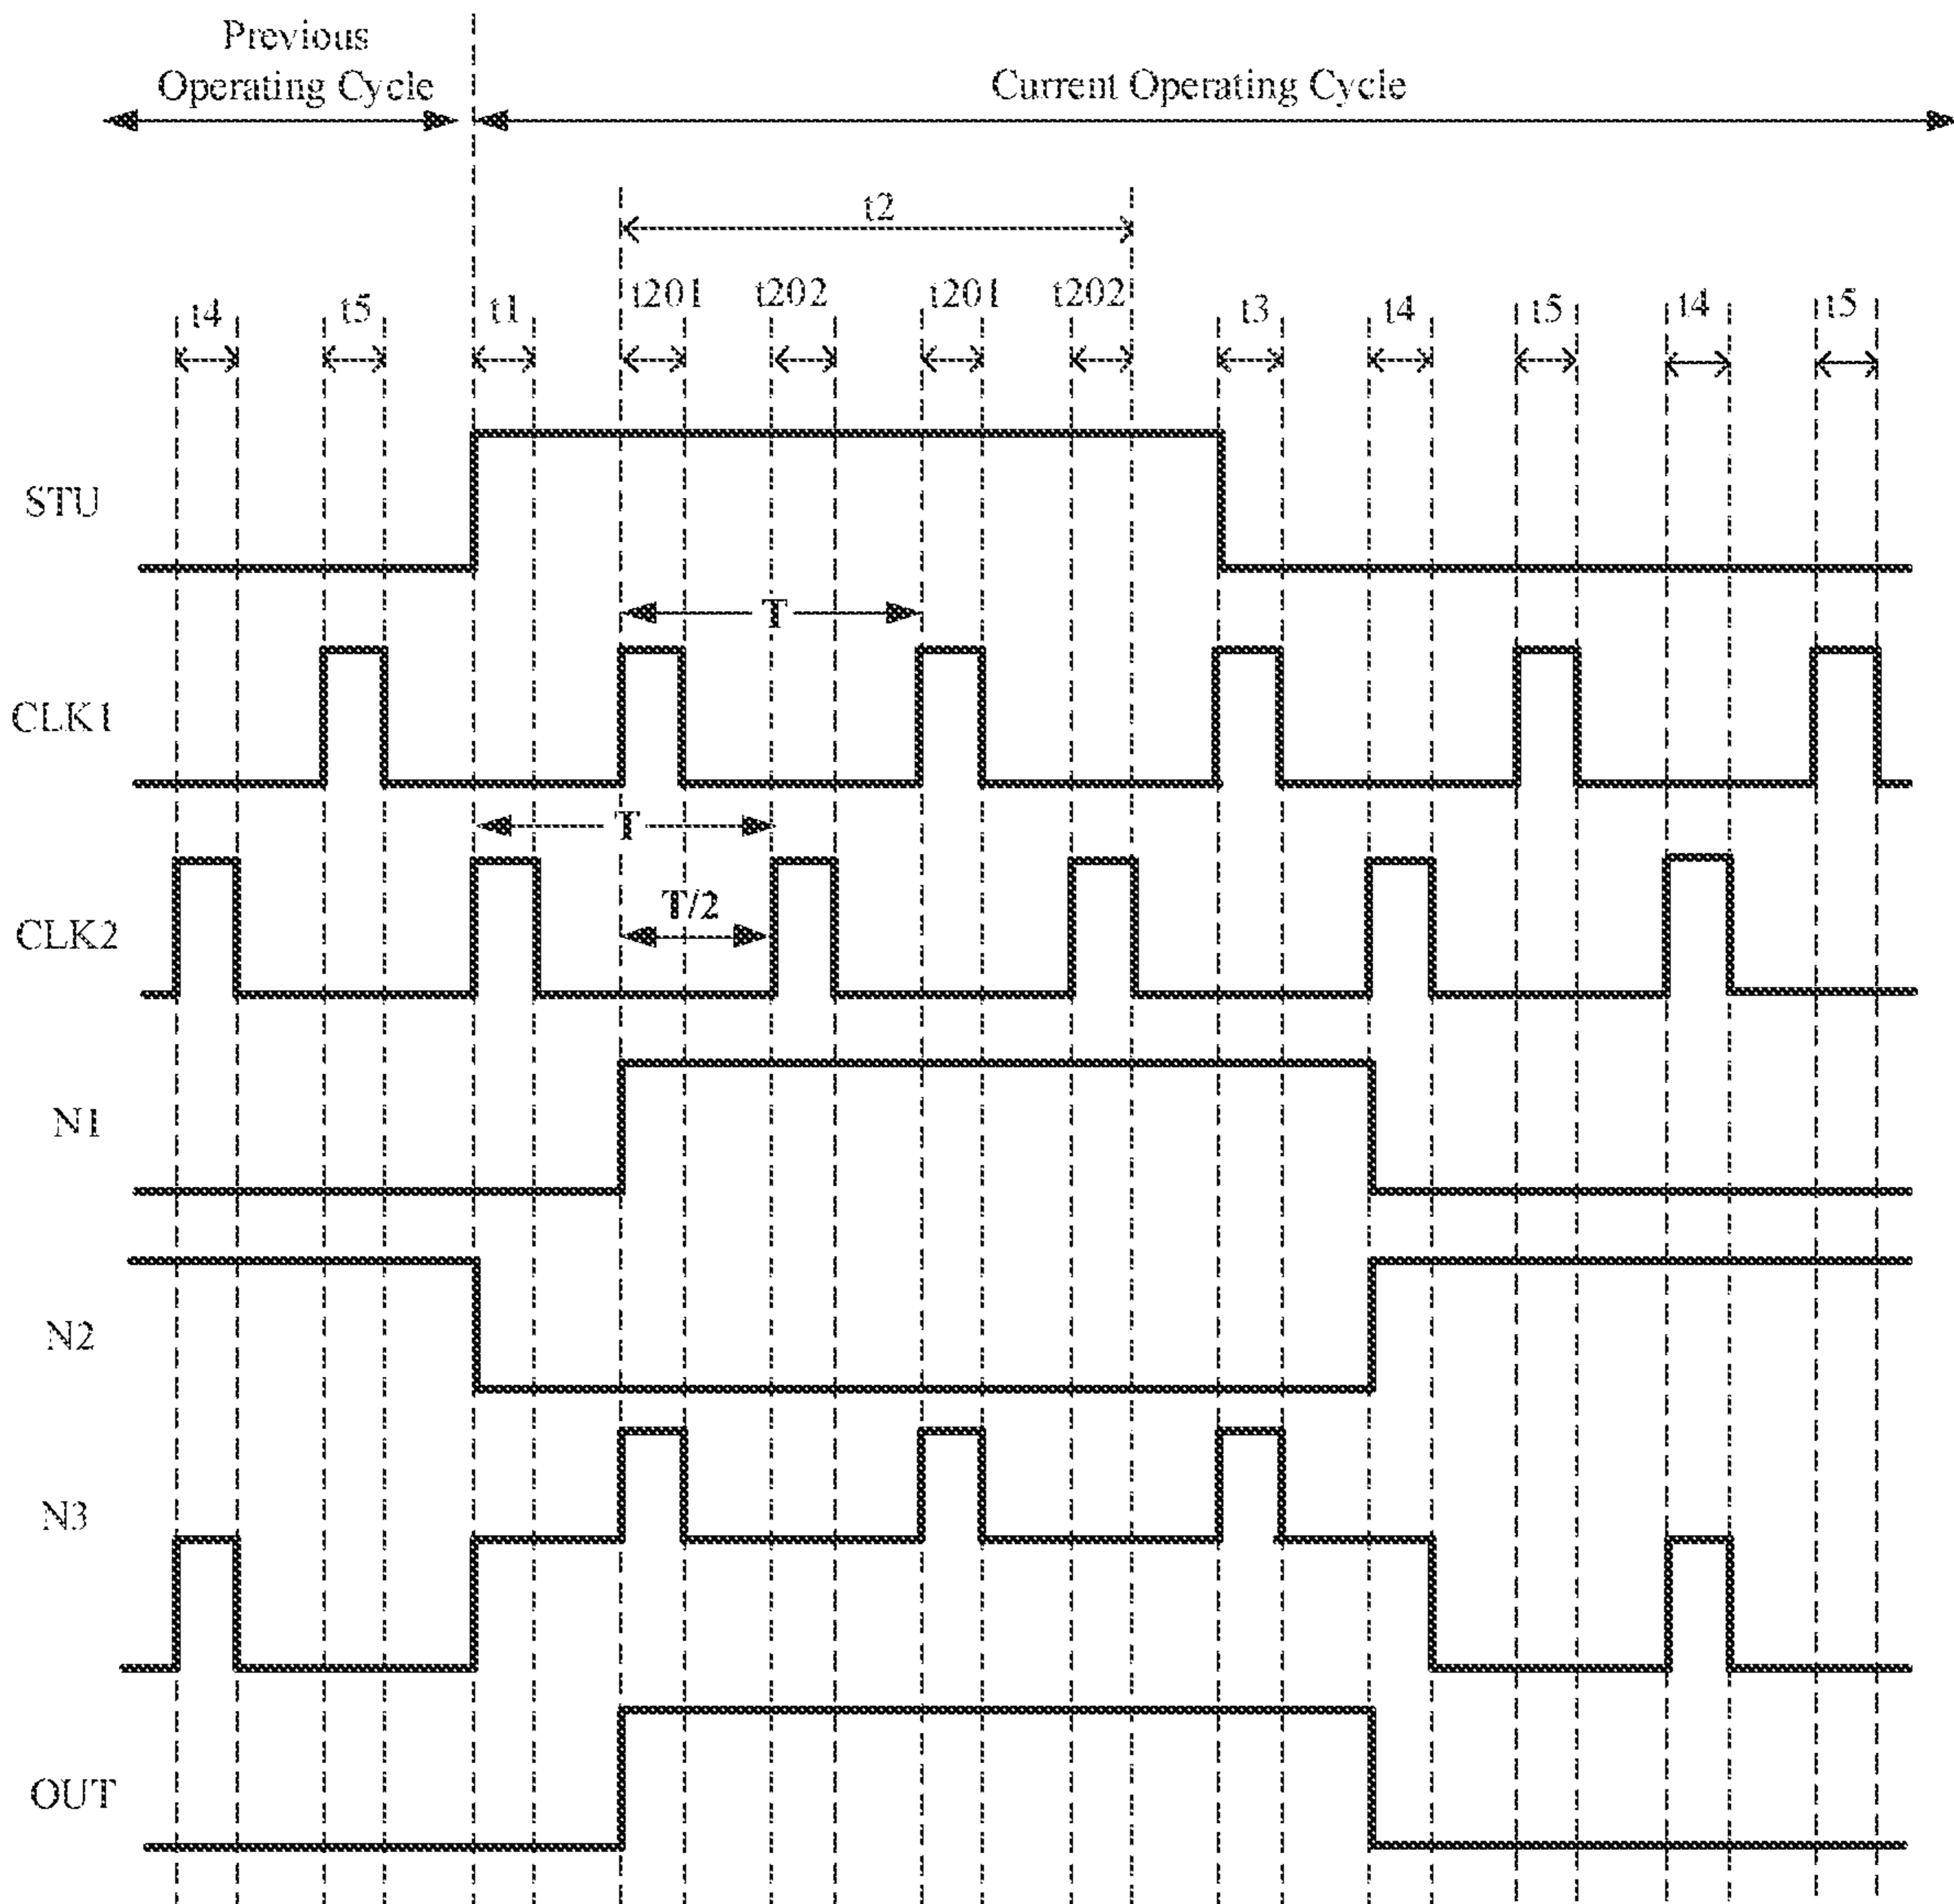 Previous
Operating Cycle
Current Operating Cycle
t2
t4
t5
t1
t201
t202
t201
t202
t3
t4
t5
t4
t5
STU
T
CLK1
T
T/2
CLK2
N1
N2
N3
OUT